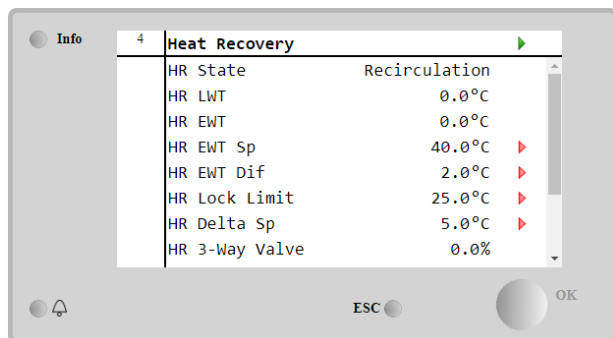 Info
4 Heat Recovery
HR State Recirculation
HR LWT 0.0°C
HR EWT 0.0°C
HR EWT Sp 40.0°C
HR EWT Dif 2.0°C
HR Lock Limit 25.0°C
HR Delta Sp 5.0°C
HR 3-Way Valve 0.0%
ESC
OK